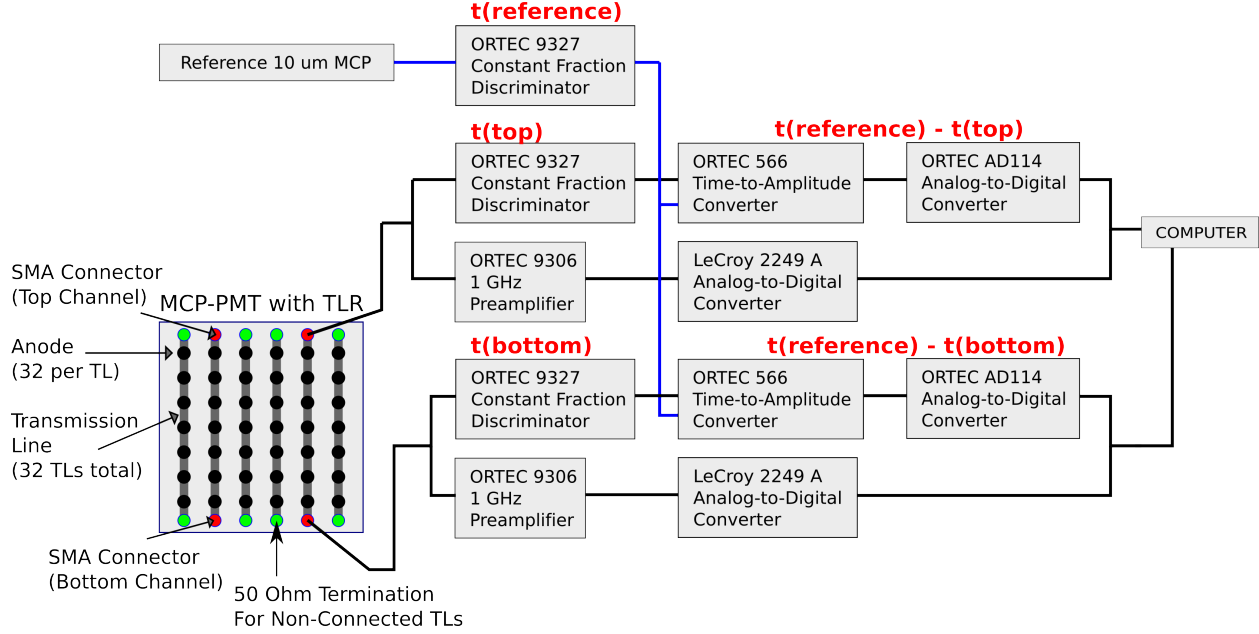 t(reference)
Reference 10 um MCP
ORTEC 9327
Constant Fraction
Discriminator
t(top)
ORTEC 9327
Constant Fraction
Discriminator
t(reference) - t(top)
ORTEC 566
Time-to-Amplitude
Converter
ORTEC AD114
Analog-to-Digital
Converter
COMPUTER
ORTEC 9306
1 GHz
Preamplifier
LeCroy 2249 A
Analog-to-Digital
Converter
SMA Connector
(Top Channel)
MCP-PMT with TLR
Anode
(32 per TL)
Transmission
Line
(32 TLs total)
t(bottom)
ORTEC 9327
Constant Fraction
Discriminator
t(reference) - t(bottom)
ORTEC 566
Time-to-Amplitude
Converter
ORTEC AD114
Analog-to-Digital
Converter
ORTEC 9306
1 GHz
Preamplifier
LeCroy 2249 A
Analog-to-Digital
Converter
SMA Connector
(Bottom Channel)
50 Ohm Termination
For Non-Connected TLs